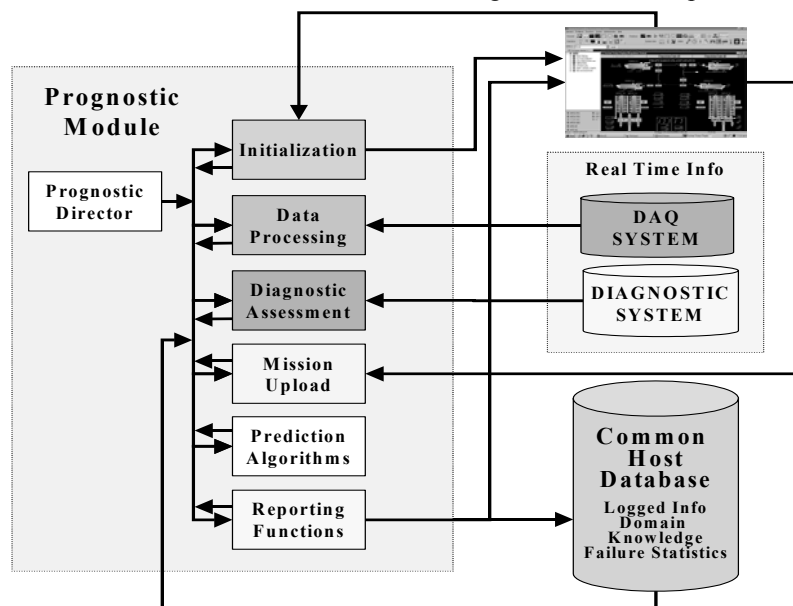 Prognostic
Module
Prognostic
Director
Initialization
Data
Processing
Diagnostic
Assessment
Mission
Upload
Prediction
Algorithms
Reporting
Functions
Real Time Info
DAQ
SYSTEM
DIAGNOSTIC
SYSTEM
Common
Host
Database
Logged Info
Domain
Knowledge
Failure Statistics